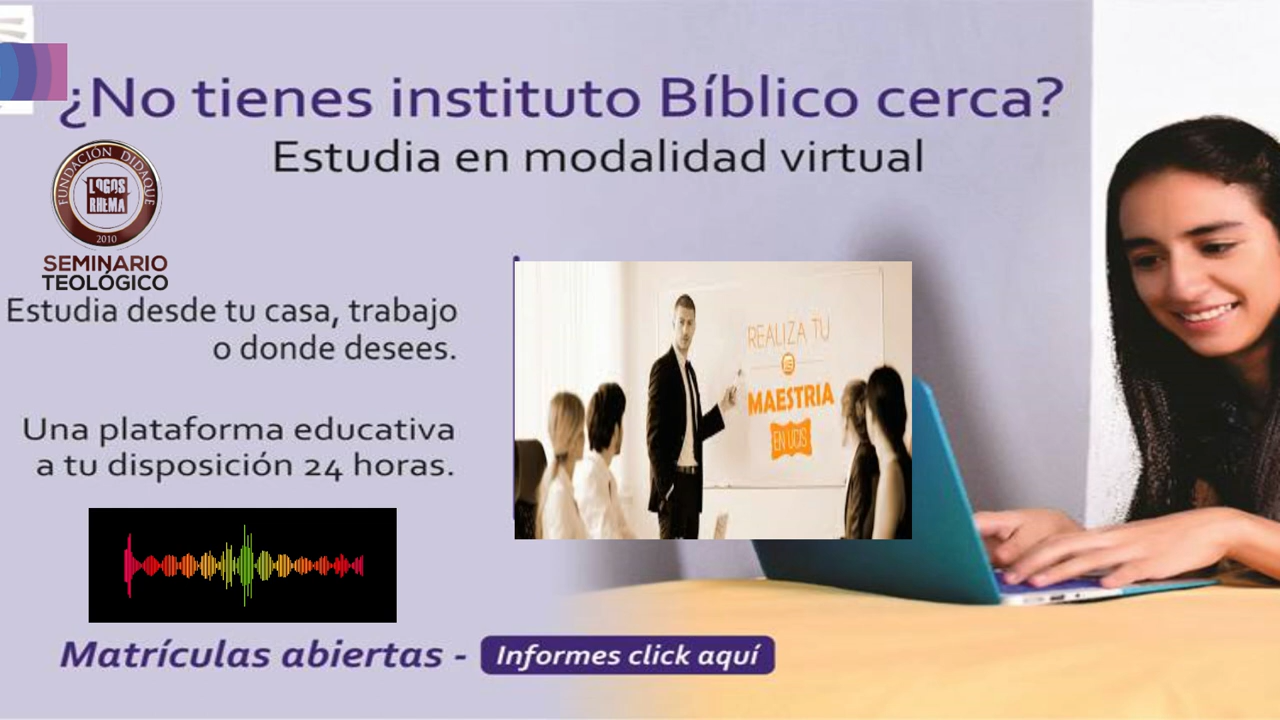 ¿No tienes instituto Bíblico cerca?
Estudia en modalidad virtual
FUNDACIÓN DIDAQUE
LOGOS
RHEMA
2010
SEMINARIO
TEOLÓGICO
Estudia desde tu casa, trabajo
o donde desees.
REALIZA TU
MAESTRIA
EN UCIS
Una plataforma educativa
a tu disposición 24 horas.
Matrículas abiertas - Informes click aquí